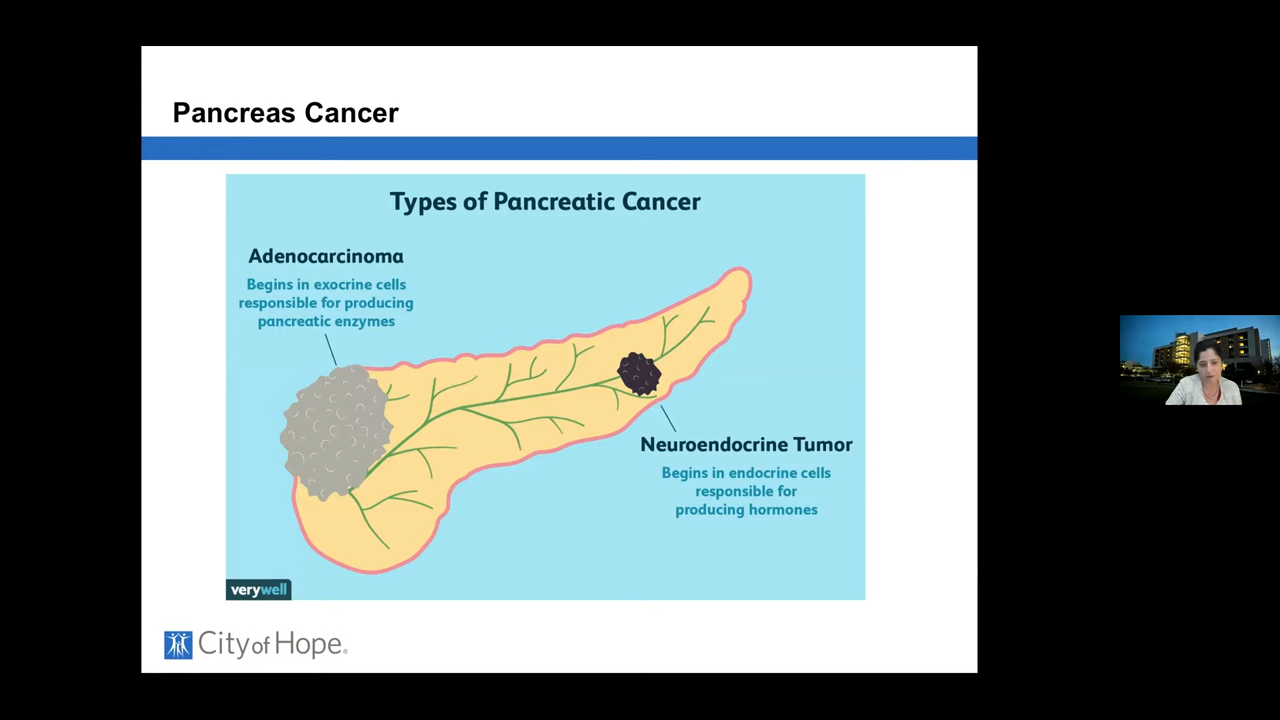 Pancreas Cancer
Types of Pancreatic Cancer
Adenocarcinoma
Begins in exocrine cells
responsible for producing
pancreatic enzymes
Neuroendocrine Tumor
Begins in endocrine cells
responsible for
producing hormones
verywell
City of Hope®